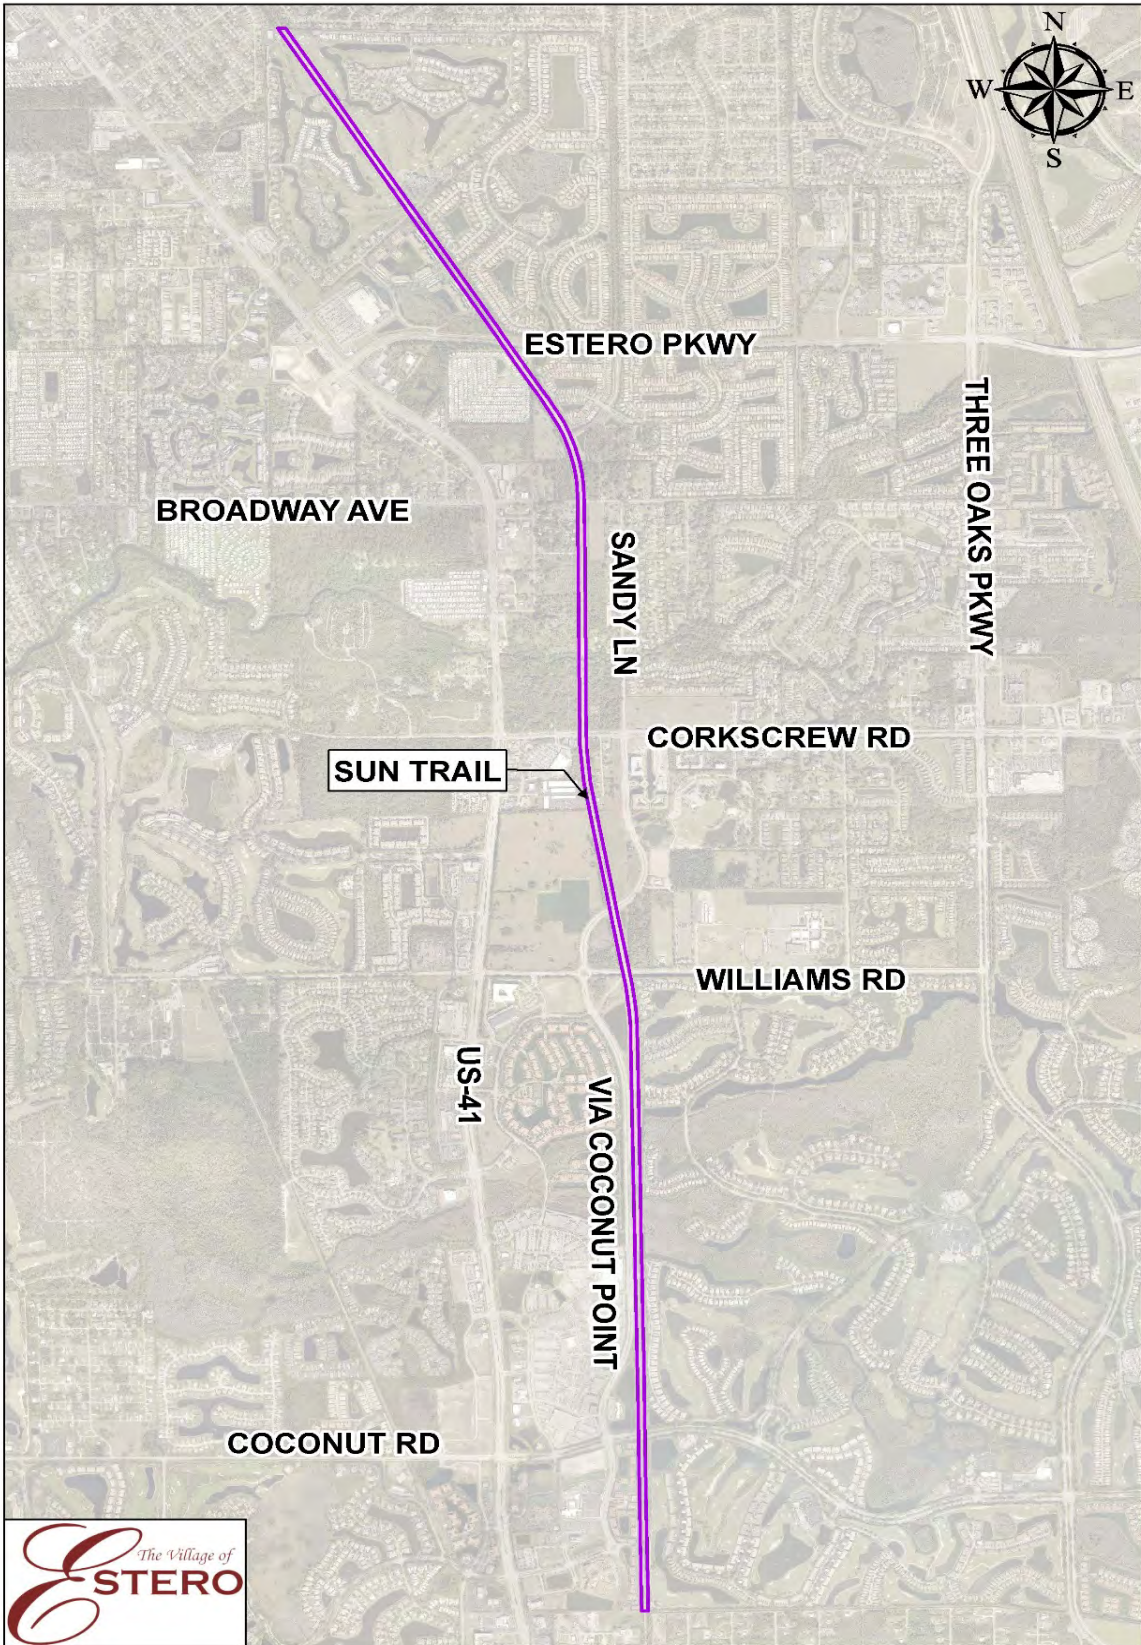 N
W E
S
ESTERO PKWY
THREE OAKS PKWY
BROADWAY AVE
SANDY LN
CORKSCREW RD
SUN TRAIL
WILLIAMS RD
US-41
VIA COCONUT POINT
COCONUT RD
The Village of
ESTERO